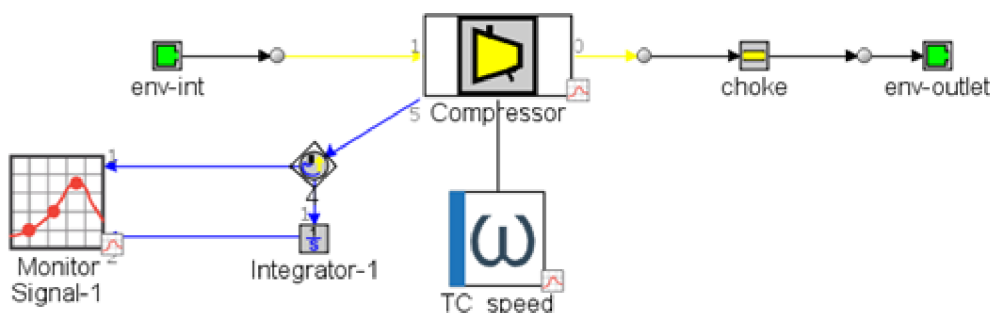 env-int
1
Compressor
0
choke
env-outlet
5
1
4
1
1
s
Integrator-1
Monitor
Signal-1
2
ω
TC_speed